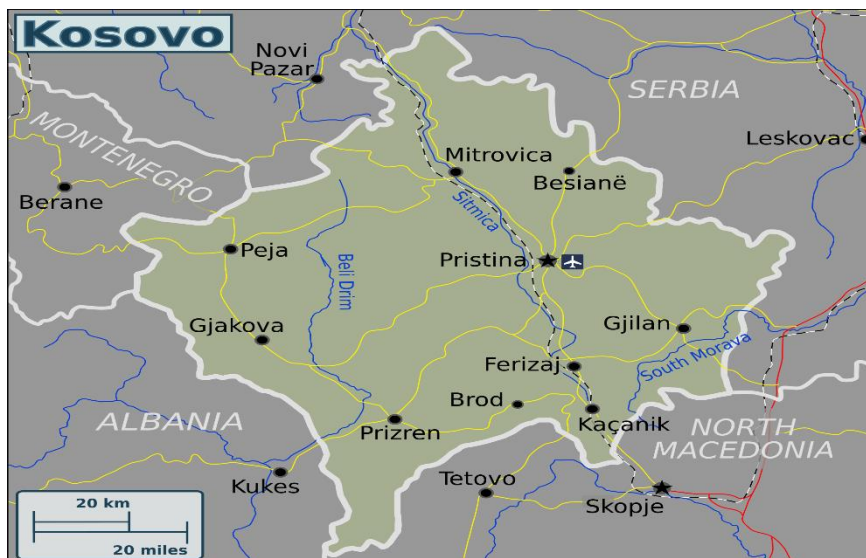 Kosovo
Novi
Pazar
SERBIA
MONTENEGRO
Leskovac
Mitrovica
Besianë
Berane
Sitmica
Peja
Beli Drim
Pristina
Gjakova
Gjilan
South Morava
Ferizaj
ALBANIA
Brod
Prizren
Kaçanik
NORTH
MACEDONIA
Kukes
Tetovo
Skopje
20 km
20 miles